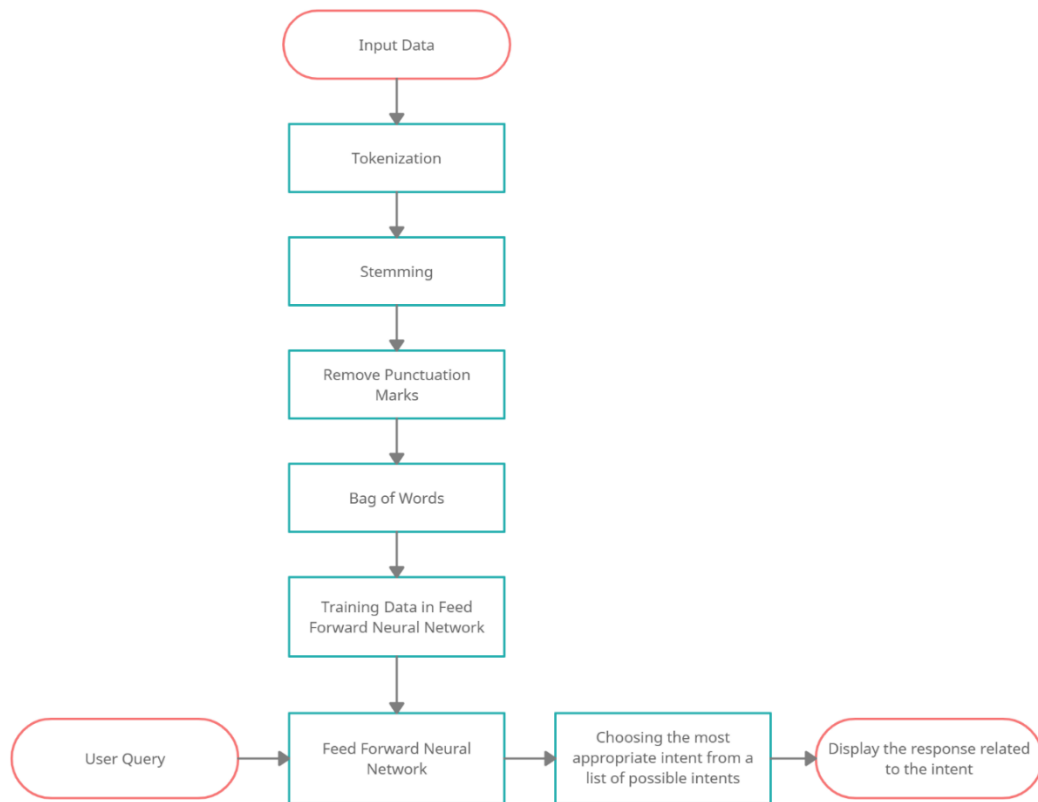 Input Data
Tokenization
Stemming
Remove Punctuation
Marks
Bag of Words
Training Data in Feed
Forward Neural Network
User Query
Feed Forward Neural
Network
Choosing the most
appropriate intent from a
list of possible intents
Display the response related
to the intent